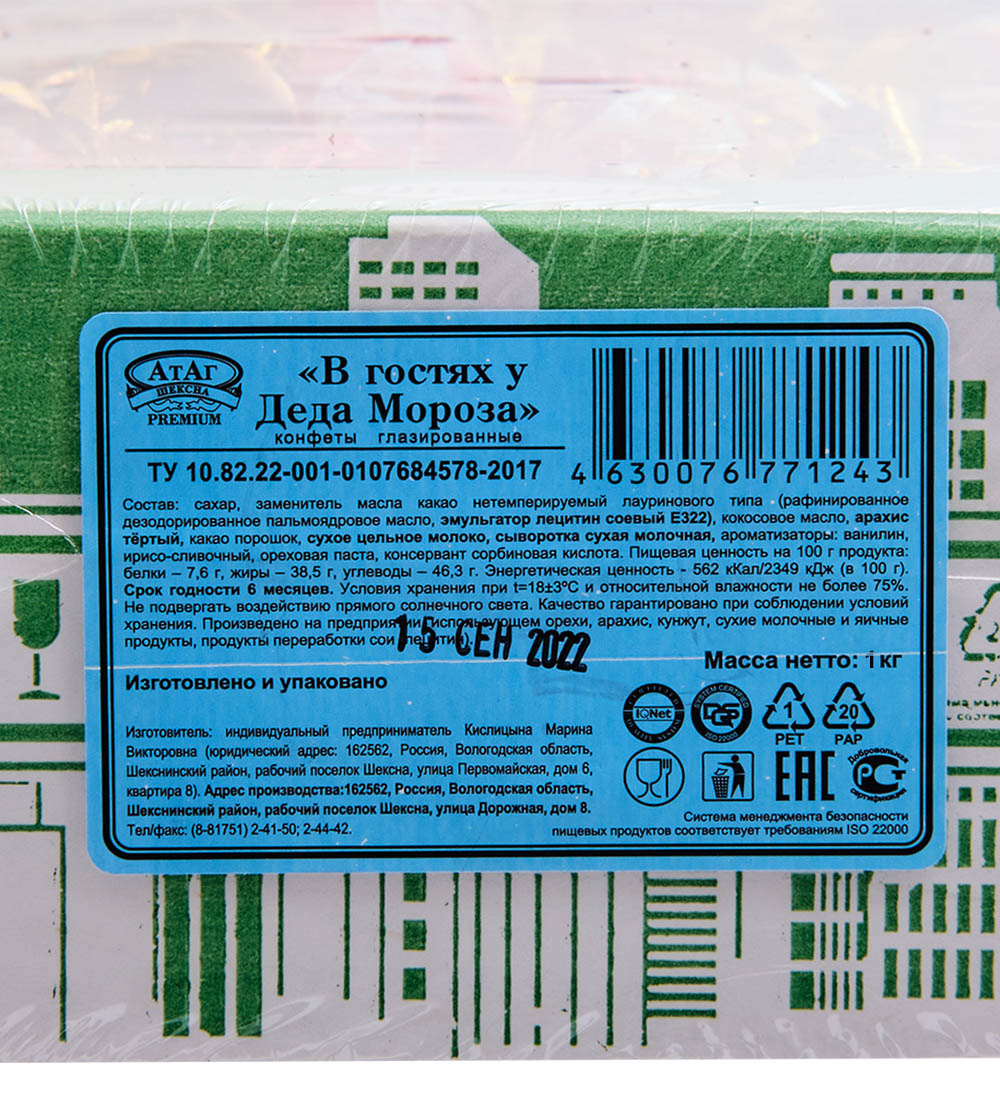 АтАг
ШЕКСНА
PREMIUM
«В гостях у
Деда Мороза»
конфеты глазированные
ТУ 10.82.22-001-0107684578-2017
4 630076 771243
Состав: сахар, заменитель масла какао нетемперируемый лауринового типа (рафинированное
дезодорированное пальмоядровое масло, эмульгатор лецитин соевый Е322), кокосовое масло, арахис
тёртый, какао порошок, сухое цельное молоко, сыворотка сухая молочная, ароматизаторы: ванилин,
ирисо-сливочный, ореховая паста, консервант сорбиновая кислота. Пищевая ценность на 100 г продукта:
белки – 7,6 г, жиры – 38,5 г, углеводы – 46,3 г. Энергетическая ценность - 562 кКал/2349 кДж (в 100 г).
Срок годности 6 месяцев. Условия хранения при t=18±3ºС и относительной влажности не более 75%.
Не подвергать воздействию прямого солнечного света. Качество гарантировано при соблюдении условий
хранения. Произведено на предприятии, использующем орехи, арахис, кунжут, сухие молочные и яичные
продукты, продукты переработки сои (лецитин).
15 СЕН 2022
Масса нетто: 1кг
Изготовлено и упаковано
Изготовитель: индивидуальный предприниматель Кислицына Марина
Викторовна (юридический адрес: 162562, Россия, Вологодская область,
Шекснинский район, рабочий поселок Шексна, улица Первомайская, дом 6,
квартира 8). Адрес производства:162562, Россия, Вологодская область,
Шекснинский район, рабочий поселок Шексна, улица Дорожная, дом 8.
Тел/факс: (8-81751) 2-41-50; 2-44-42.
IQNet
SYSTEM CERTIFIED
ISO 22000
1
PET
20
PAP
EAC
Добровольная
сертификация
Система менеджмента безопасности
пищевых продуктов соответствует требованиям ISO 22000